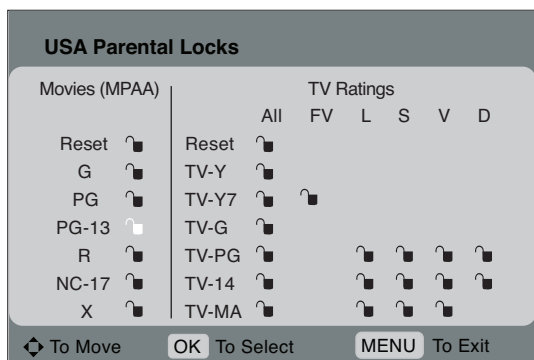 USA Parental Locks
Movies (MPAA) TV Ratings
All FV L S V D
Reset Reset
G TV-Y
PG TV-Y7
PG-13 TV-G
R TV-PG
NC-17 TV-14
X TV-MA
To Move OK To Select MENU To Exit